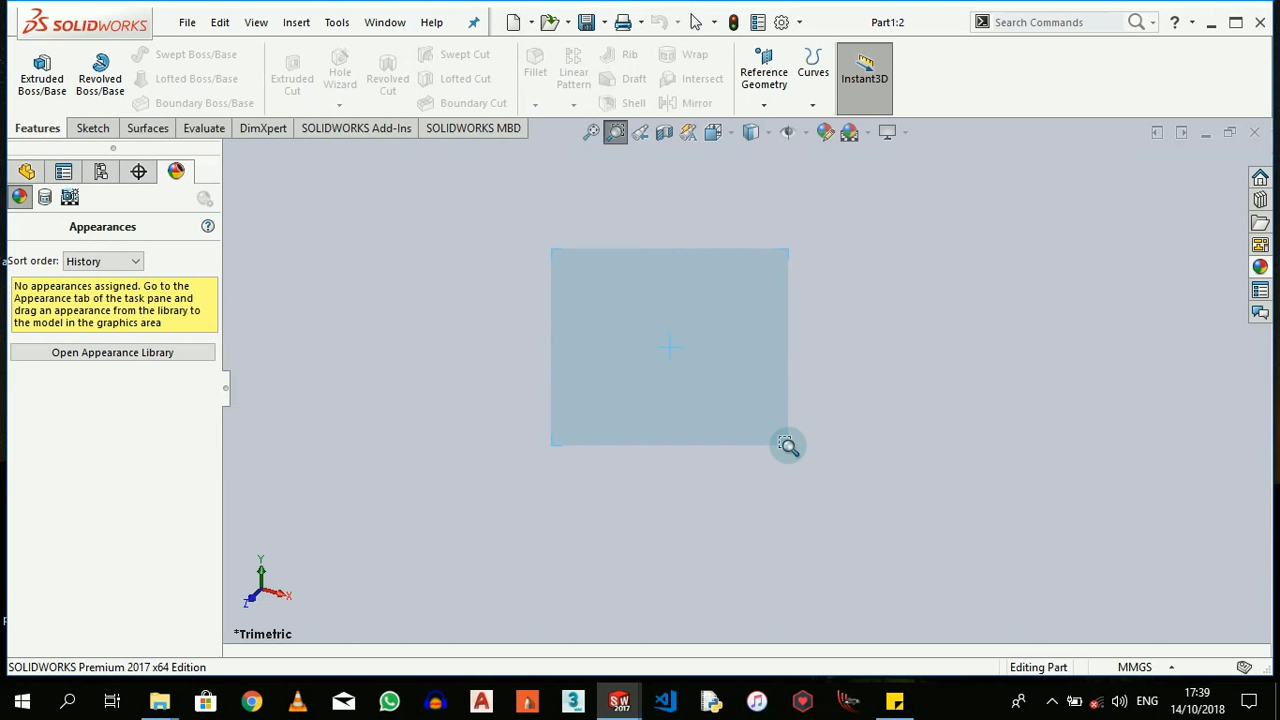 SOLIDWORKS File Edit View Insert Tools Window Help Part1:2 Search Commands ?
Extruded Boss/Base
Revolved Boss/Base
Swept Boss/Base
Lofted Boss/Base
Boundary Boss/Base
Extruded Cut
Hole Wizard
Revolved Cut
Swept Cut
Lofted Cut
Boundary Cut
Fillet
Linear Pattern
Rib
Draft
Shell
Wrap
Intersect
Mirror
Reference Geometry
Curves
Instant3D
Features Sketch Surfaces Evaluate DimXpert SOLIDWORKS Add-Ins SOLIDWORKS MBD
Appearances ?
Sort order: History
No appearances assigned. Go to the
Appearance tab of the task pane and
drag an appearance from the library to
the model in the graphics area
Open Appearance Library
Y
X
Z
*Trimetric
SOLIDWORKS Premium 2017 x64 Edition Editing Part MMGS
SW
2017
A
3
ENG
17:39
14/10/2018